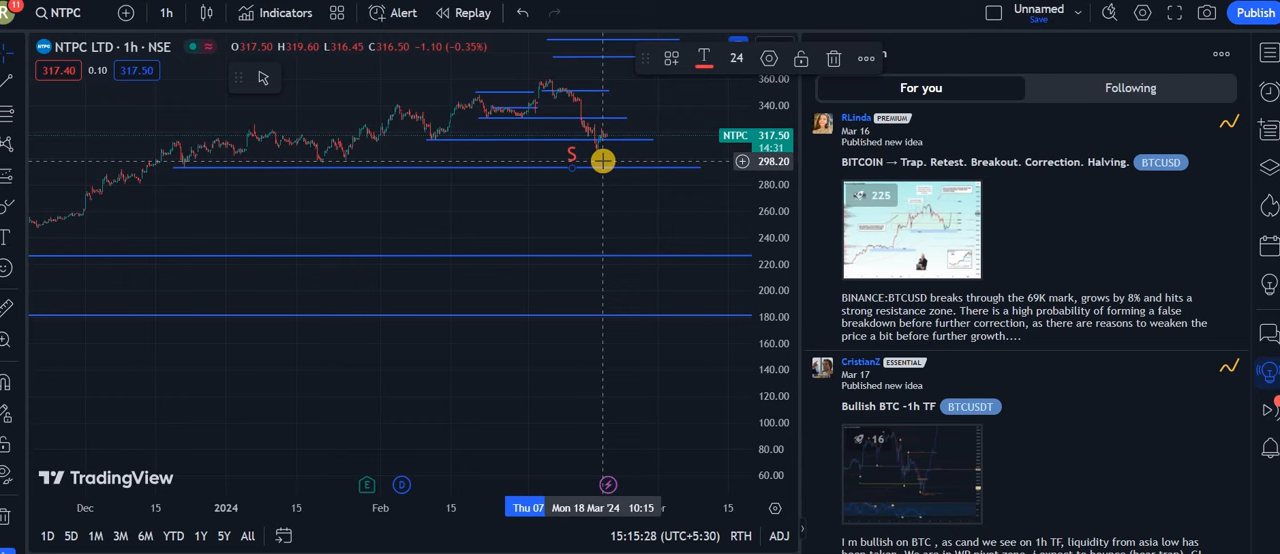 R
11
NTPC
1h
Indicators
Alert
Replay
Unnamed
Save
Publish
NTPC LTD · 1h · NSE
O317.50 H319.60 L316.45 C316.50 -1.10 (-0.35%)
317.40
0.10
317.50
T
24
360.00
340.00
NTPC
317.50
14:31
298.20
280.00
260.00
240.00
220.00
200.00
180.00
160.00
140.00
120.00
100.00
80.00
60.00
S
TradingView
E
D
Dec
15
2024
15
Feb
Thu 07
Mon 18 Mar '24
10:15
15
1D
5D
1M
3M
6M
YTD
1Y
5Y
All
15:15:28 (UTC+5:30)
RTH
ADJ
For you
Following
RLinda PREMIUM
Mar 16
Published new idea
BITCOIN → Trap. Retest. Breakout. Correction. Halving. BTCUSD
225
BINANCE:BTCUSD breaks through the 69K mark, grows by 8% and hits a
strong resistance zone. There is a high probability of forming a false
breakdown before further correction, as there are reasons to weaken the
price a bit before further growth....
CristianZ ESSENTIAL
Mar 17
Published new idea
Bullish BTC -1h TF BTCUSDT
16
I m bullish on BTC , as cand we see on 1h TF, liquidity from asia low has